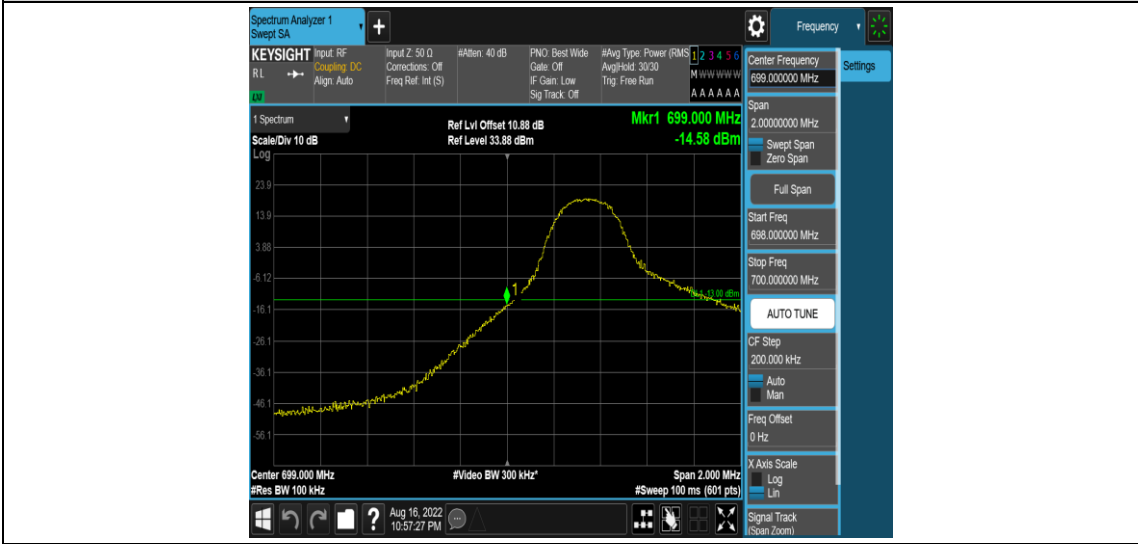 Spectrum Analyzer 1
Swept SA
+
Frequency
KEYSIGHT
RL
Input: RF
Coupling: DC
Align: Auto
Input Z: 50 Ω
Corrections: Off
Freq Ref: Int (S)
#Atten: 40 dB
PNO: Best Wide
Gate: Off
IF Gain: Low
Sig Track: Off
#Avg Type: Power (RMS
Avg|Hold: 30/30
Trig: Free Run
1 2 3 4 5 6
M W W W W W
A A A A A A
1 Spectrum
Scale/Div 10 dB
Log
Ref Lvl Offset 10.88 dB
Ref Level 33.88 dBm
Mkr1 699.000 MHz
-14.58 dBm
23.9
13.9
3.88
-6.12
-16.1
-26.1
-36.1
-46.1
-56.1
1
-13.00 dBm
Center 699.000 MHz
#Res BW 100 kHz
#Video BW 300 kHz*
Span 2.000 MHz
#Sweep 100 ms (601 pts)
?
Aug 16, 2022
10:57:27 PM
Center Frequency
699.000000 MHz
Settings
Span
2.00000000 MHz
Swept Span
Zero Span
Full Span
Start Freq
698.000000 MHz
Stop Freq
700.000000 MHz
AUTO TUNE
CF Step
200.000 kHz
Auto
Man
Freq Offset
0 Hz
X Axis Scale
Log
Lin
Signal Track
(Span Zoom)